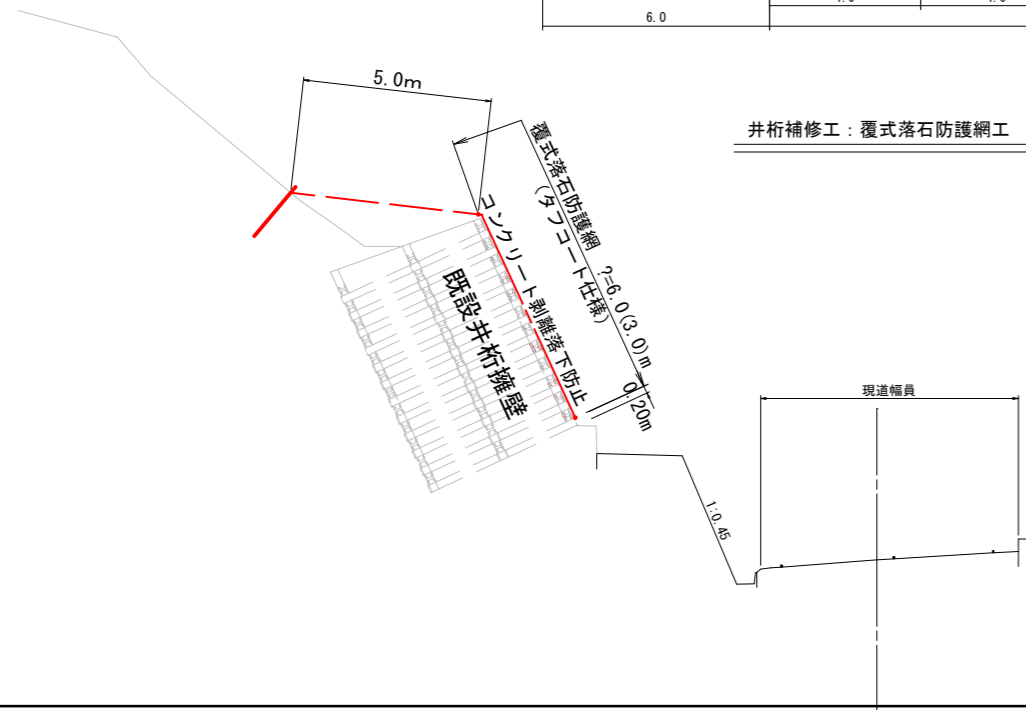 6.0
5.0m
井桁補修工：覆式落石防護網工
覆式落石防護網　?=6.0(3.0)m
(タフコート仕様)
コンクリート剥離落下防止
0.20m
既設井桁擁壁
現道幅員
1:0.45